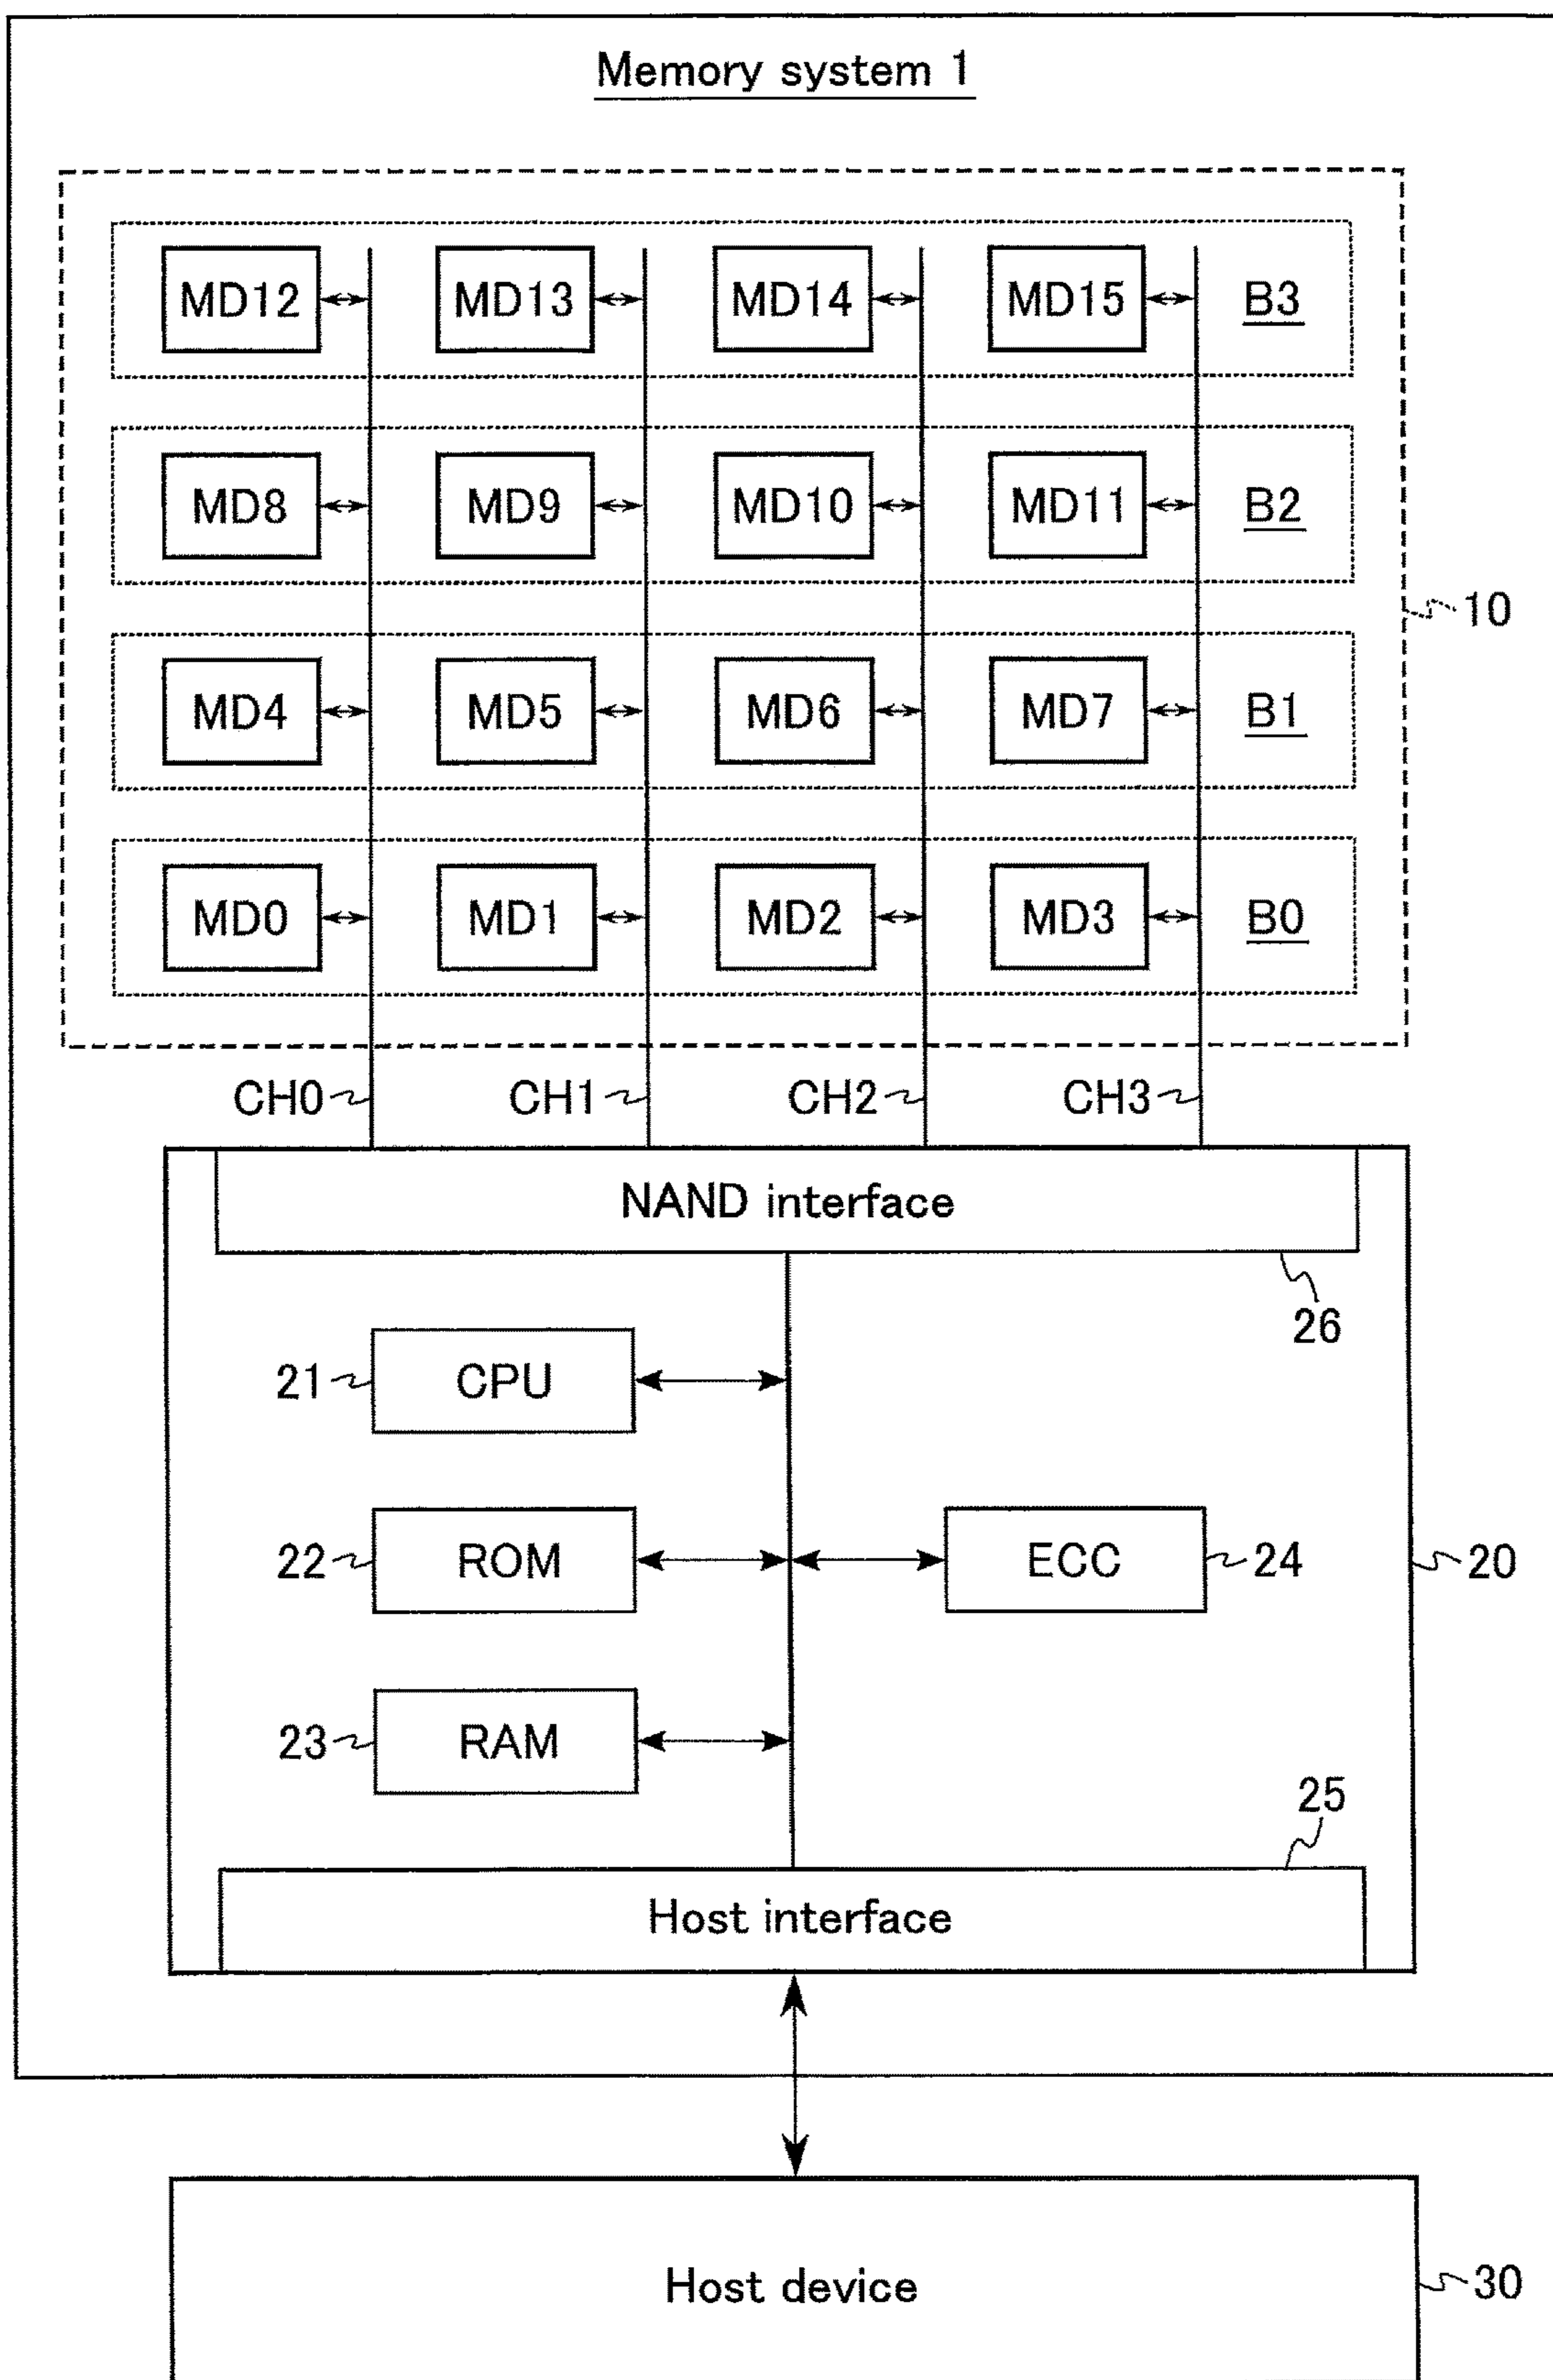 Memory system 1
MD12 MD13 MD14 MD15 B3
MD8 MD9 MD10 MD11 B2
10
MD4 MD5 MD6 MD7 B1
MD0 MD1 MD2 MD3 B0
CH0 CH1 CH2 CH3
NAND interface
26
21 CPU
22 ROM ECC 24 20
23 RAM
25
Host interface
Host device 30